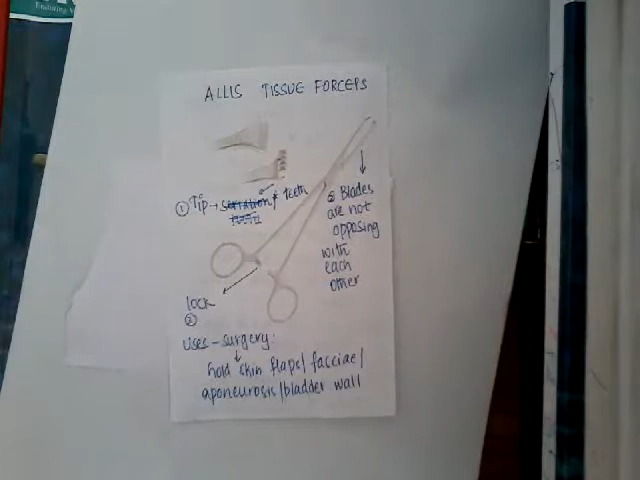 ALLIS TISSUE FORCEPS
① Tip → Teeth
③ Blades
are not
opposing
with
each
other
lock
②
Uses - surgery:
hold skin flaps/ fasciae/
aponeurosis/bladder wall